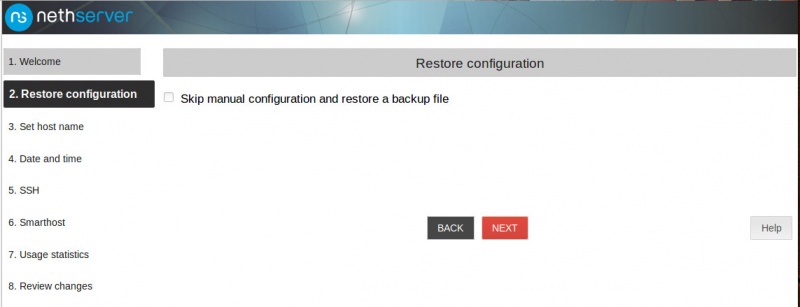 nethserver
1. Welcome
Restore configuration
2. Restore configuration
Skip manual configuration and restore a backup file
3. Set host name
4. Date and time
5. SSH
6. Smarthost
BACK
NEXT
Help
7. Usage statistics
8. Review changes